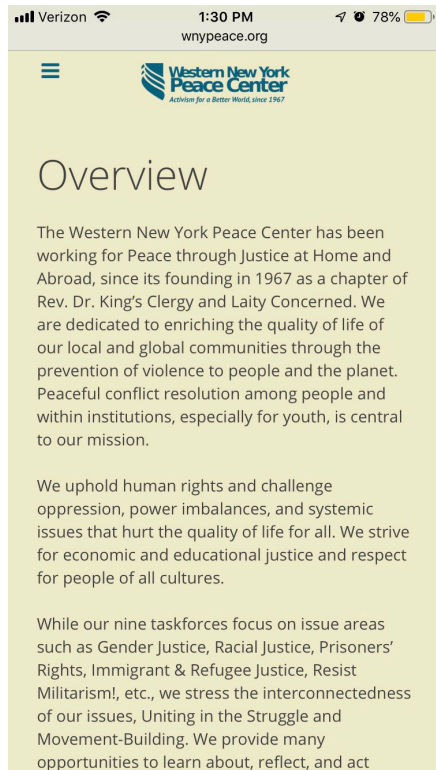 Verizon 1:30 PM 78%
wnypeace.org
Western New York
Peace Center
Activism for a Better World, since 1967
Overview
The Western New York Peace Center has been
working for Peace through Justice at Home and
Abroad, since its founding in 1967 as a chapter of
Rev. Dr. King's Clergy and Laity Concerned. We
are dedicated to enriching the quality of life of
our local and global communities through the
prevention of violence to people and the planet.
Peaceful conflict resolution among people and
within institutions, especially for youth, is central
to our mission.
We uphold human rights and challenge
oppression, power imbalances, and systemic
issues that hurt the quality of life for all. We strive
for economic and educational justice and respect
for people of all cultures.
While our nine taskforces focus on issue areas
such as Gender Justice, Racial Justice, Prisoners'
Rights, Immigrant & Refugee Justice, Resist
Militarism!, etc., we stress the interconnectedness
of our issues, Uniting in the Struggle and
Movement-Building. We provide many
opportunities to learn about, reflect, and act